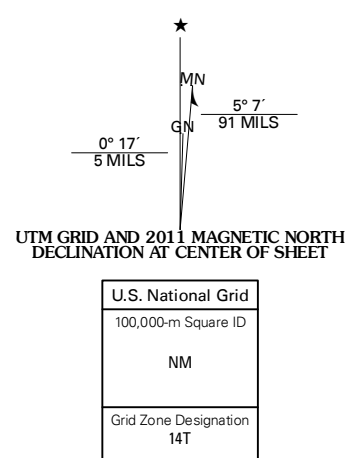 ★
MN
GN
5° 7´
91 MILS
0° 17´
5 MILS
UTM GRID AND 2011 MAGNETIC NORTH
DECLINATION AT CENTER OF SHEET
U.S. National Grid
100,000-m Square ID
NM
Grid Zone Designation
14T